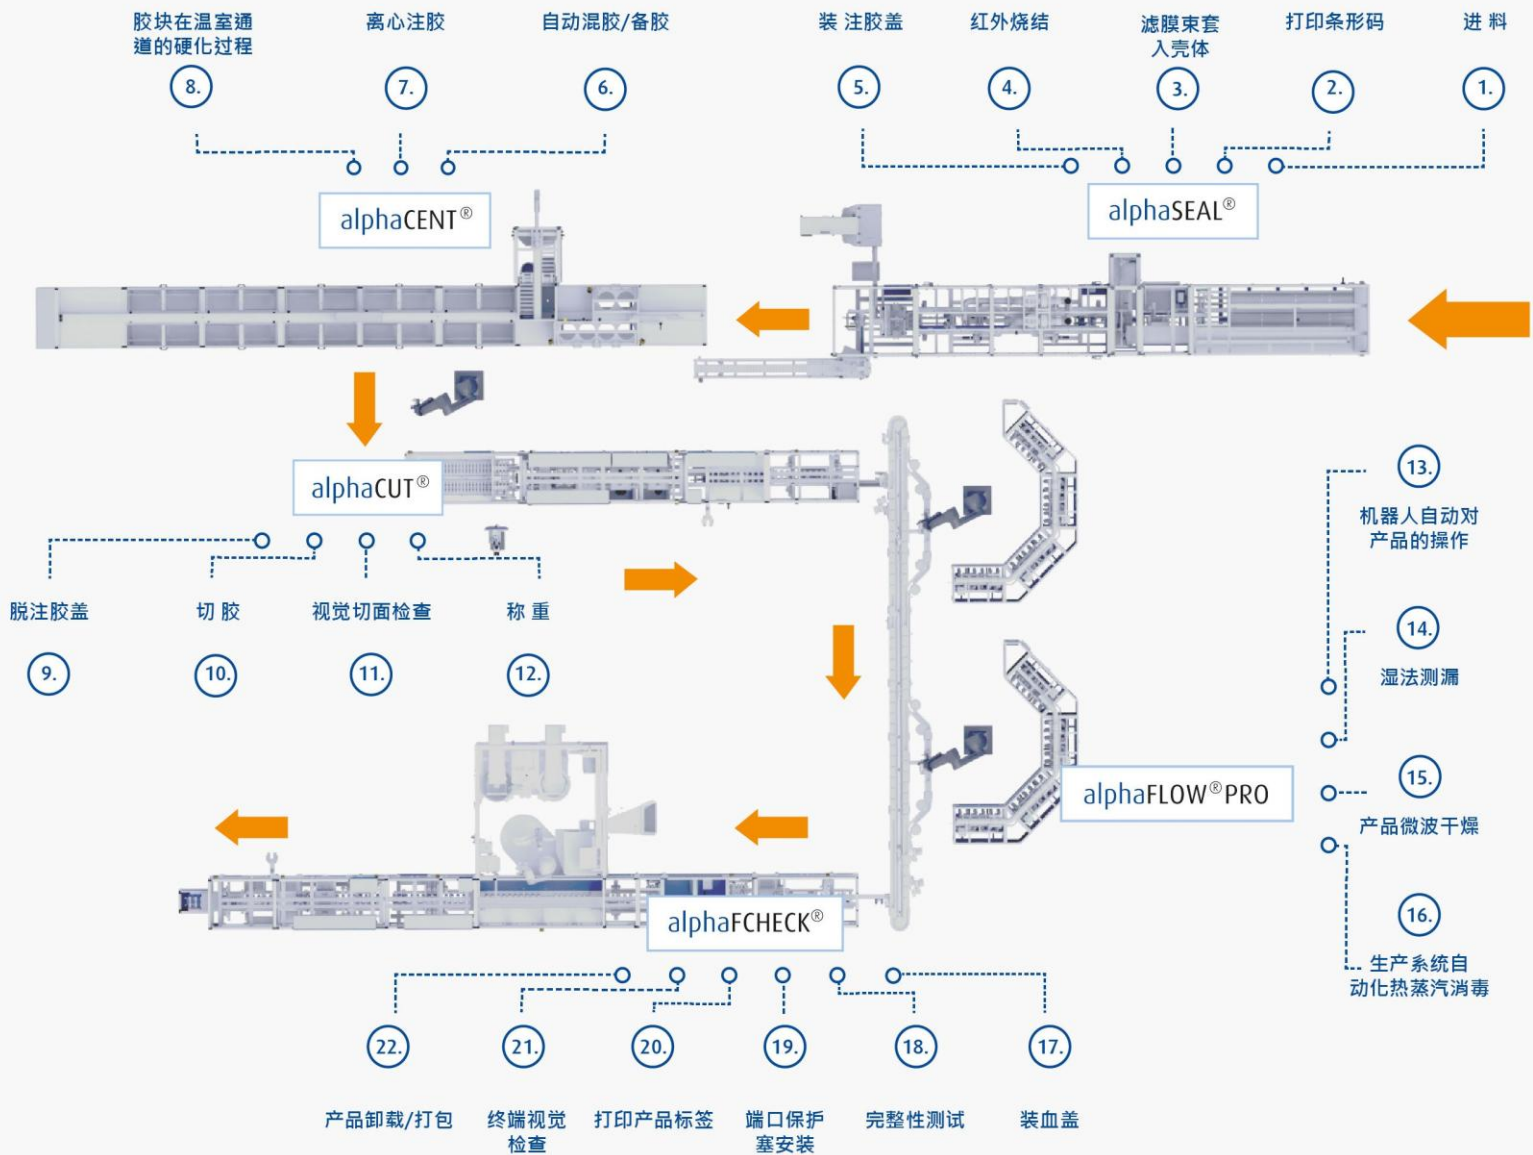 胶块在温室通
道的硬化过程
离心注胶
自动混胶/备胶
装 注胶盖
红外烧结
滤膜束套
入壳体
打印条形码
进 料
8.
7.
6.
5.
4.
3.
2.
1.
alphaCENT®
alphaSEAL®
alphaCUT®
13.
机器人自动对
产品的操作
脱注胶盖
切 胶
视觉切面检查
称 重
9.
10.
11.
12.
14.
湿法测漏
alphaFLOW®PRO
15.
产品微波干燥
alphaFCHECK®
16.
生产系统自
动化热蒸汽消毒
22.
21.
20.
19.
18.
17.
产品卸载/打包
终端视觉
检查
打印产品标签
端口保护
塞安装
完整性测试
装血盖